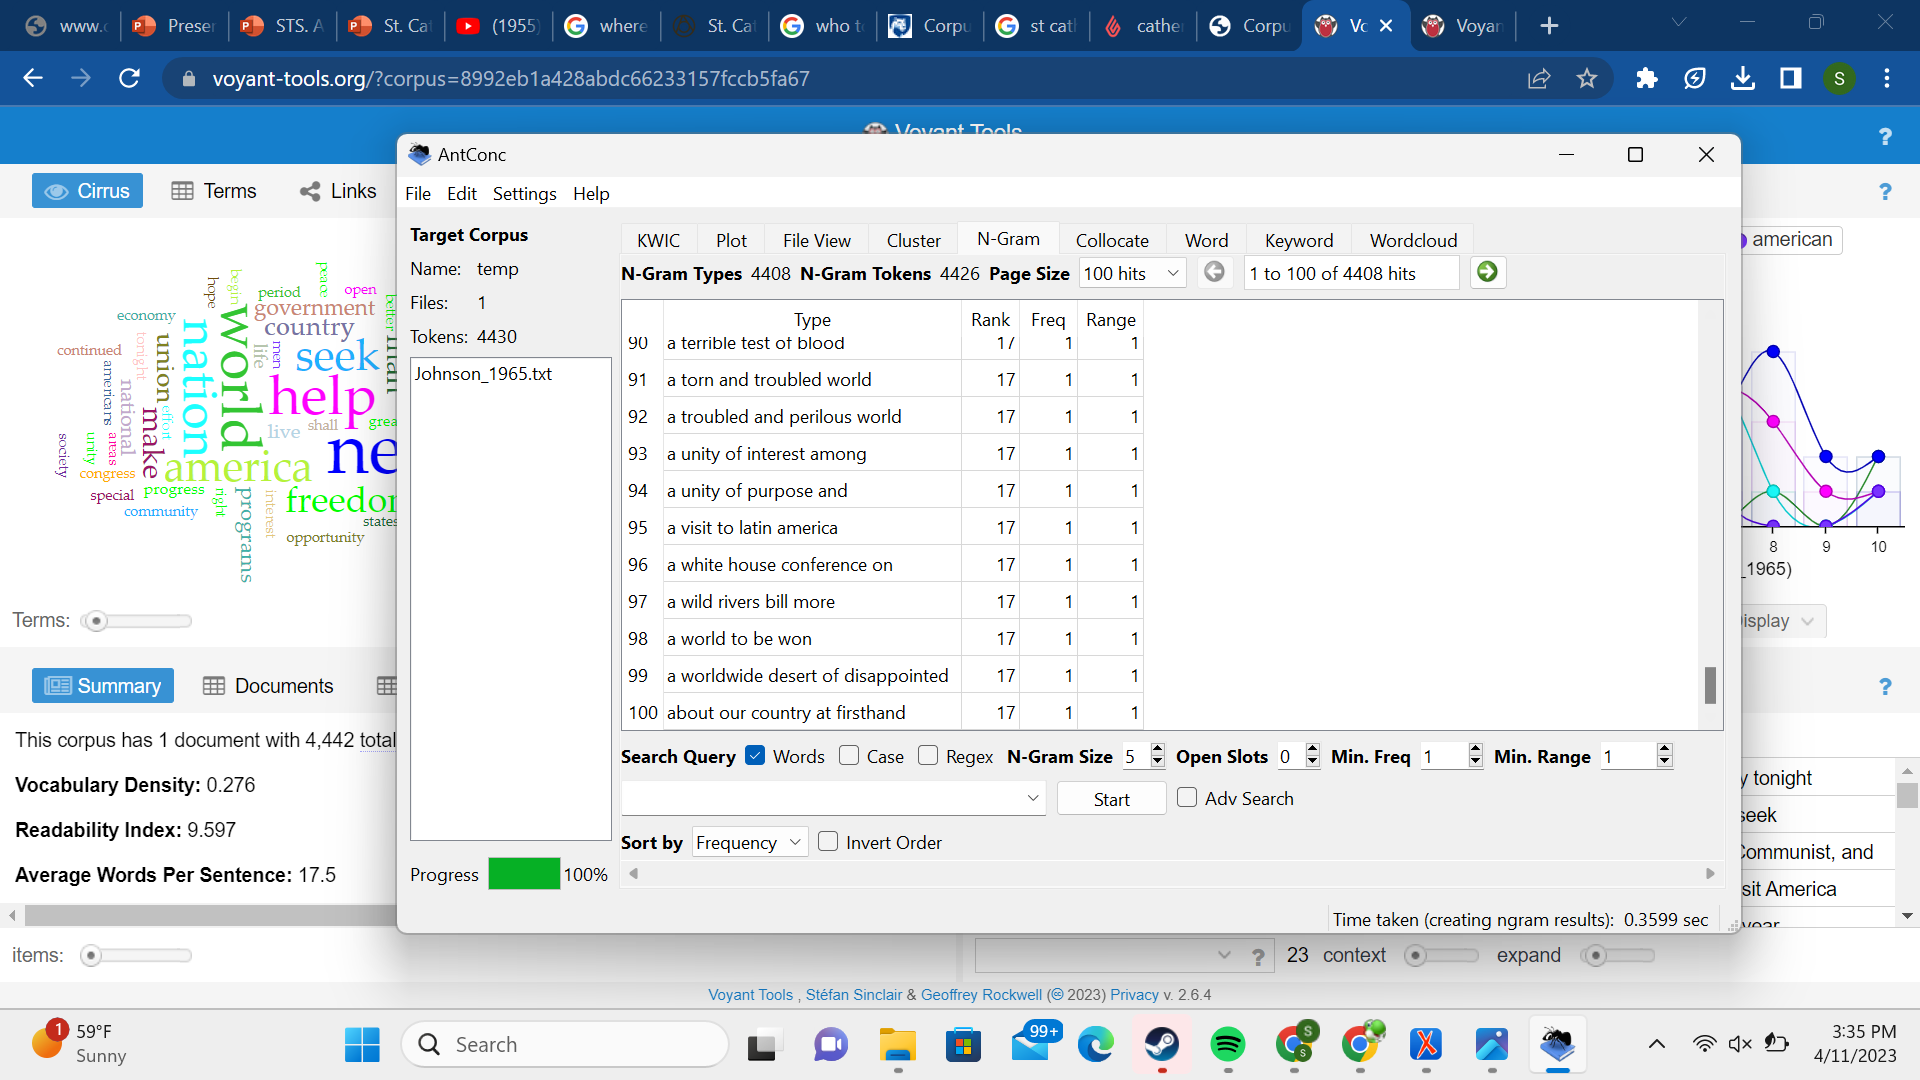 www.
Preser
STS. A
St. Cat
(1955)
where
St. Cat
who t
Corpu
st cath
cather
Corpu
Vo
Voyan
voyant-tools.org/?corpus=8992eb1a428abdc66233157fccb5fa67
S
Voyant Tools
?
Cirrus
Terms
Links
?
american
AntConc
File Edit Settings Help
Target Corpus
Name: temp
Files: 1
Tokens: 4430
Johnson_1965.txt
Progress 100%
KWIC Plot File View Cluster N-Gram Collocate Word Keyword Wordcloud
N-Gram Types 4408 N-Gram Tokens 4426 Page Size 100 hits 1 to 100 of 4408 hits
Type Rank Freq Range
90 a terrible test of blood 17 1 1
91 a torn and troubled world 17 1 1
92 a troubled and perilous world 17 1 1
93 a unity of interest among 17 1 1
94 a unity of purpose and 17 1 1
95 a visit to latin america 17 1 1
96 a white house conference on 17 1 1
97 a wild rivers bill more 17 1 1
98 a world to be won 17 1 1
99 a worldwide desert of disappointed 17 1 1
100 about our country at firsthand 17 1 1
Search Query Words Case Regex N-Gram Size 5 Open Slots 0 Min. Freq 1 Min. Range 1
Start Adv Search
Sort by Frequency Invert Order
Time taken (creating ngram results): 0.3599 sec
hope
begin
period
peace
open
better
government
economy
country
world
nation
tonight
union
life
men
seek
man
continued
americans
national
effort
help
make
live
shall
grea
society
unity
areas
ne
congress
america
special
progress
right
programs
interest
freedom
states
community
opportunity
Terms:
8 9 10
_1965)
isplay
Summary
Documents
?
This corpus has 1 document with 4,442 total
Vocabulary Density: 0.276
Readability Index: 9.597
Average Words Per Sentence: 17.5
y tonight
seek
Communist, and
sit America
year
items:
? 23 context expand
Voyant Tools , Stéfan Sinclair & Geoffrey Rockwell (© 2023) Privacy v. 2.6.4
1
59°F
Sunny
Search
99+
S
S
3:35 PM
4/11/2023